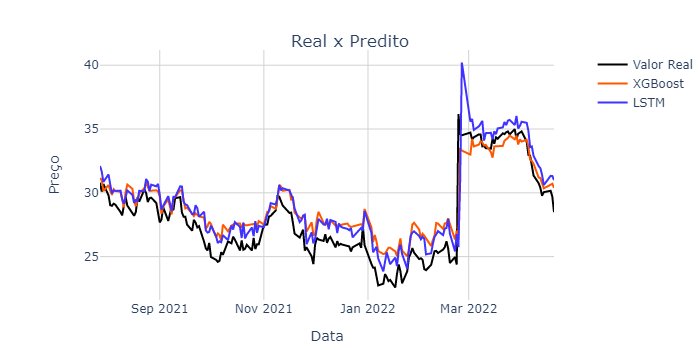 Real x Predito
Valor Real
XGBoost
LSTM
Preço
40
35
30
25
Sep 2021
Nov 2021
Jan 2022
Mar 2022
Data